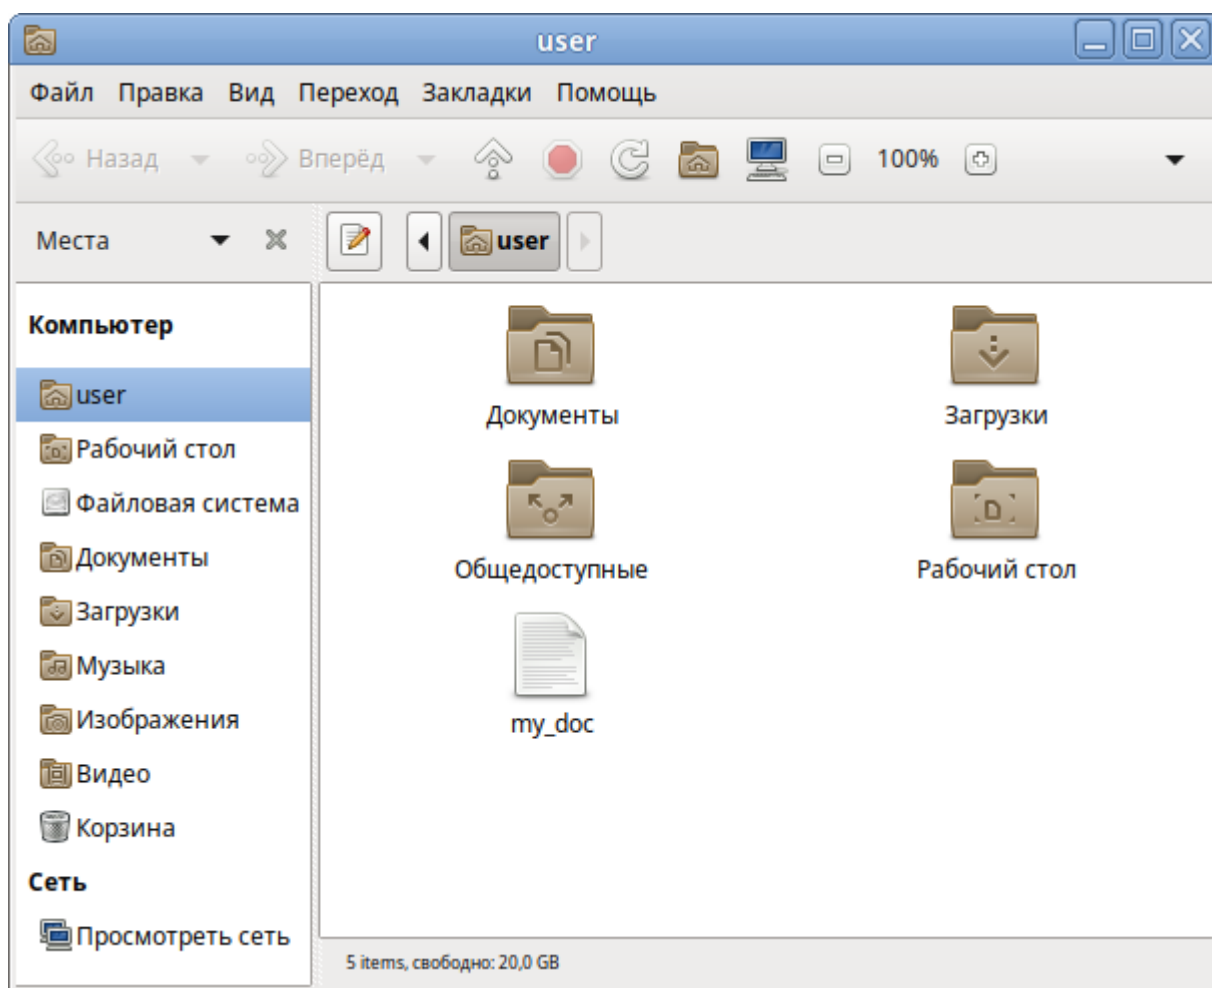 user
Файл Правка Вид Переход Закладки Помощь
Назад Вперёд 100%
Места user
Компьютер
user
Рабочий стол
Файловая система
Документы
Загрузки
Музыка
Изображения
Видео
Корзина
Сеть
Просмотреть сеть
Документы Загрузки
Общедоступные Рабочий стол
my_doc
5 items, свободно: 20,0 GB